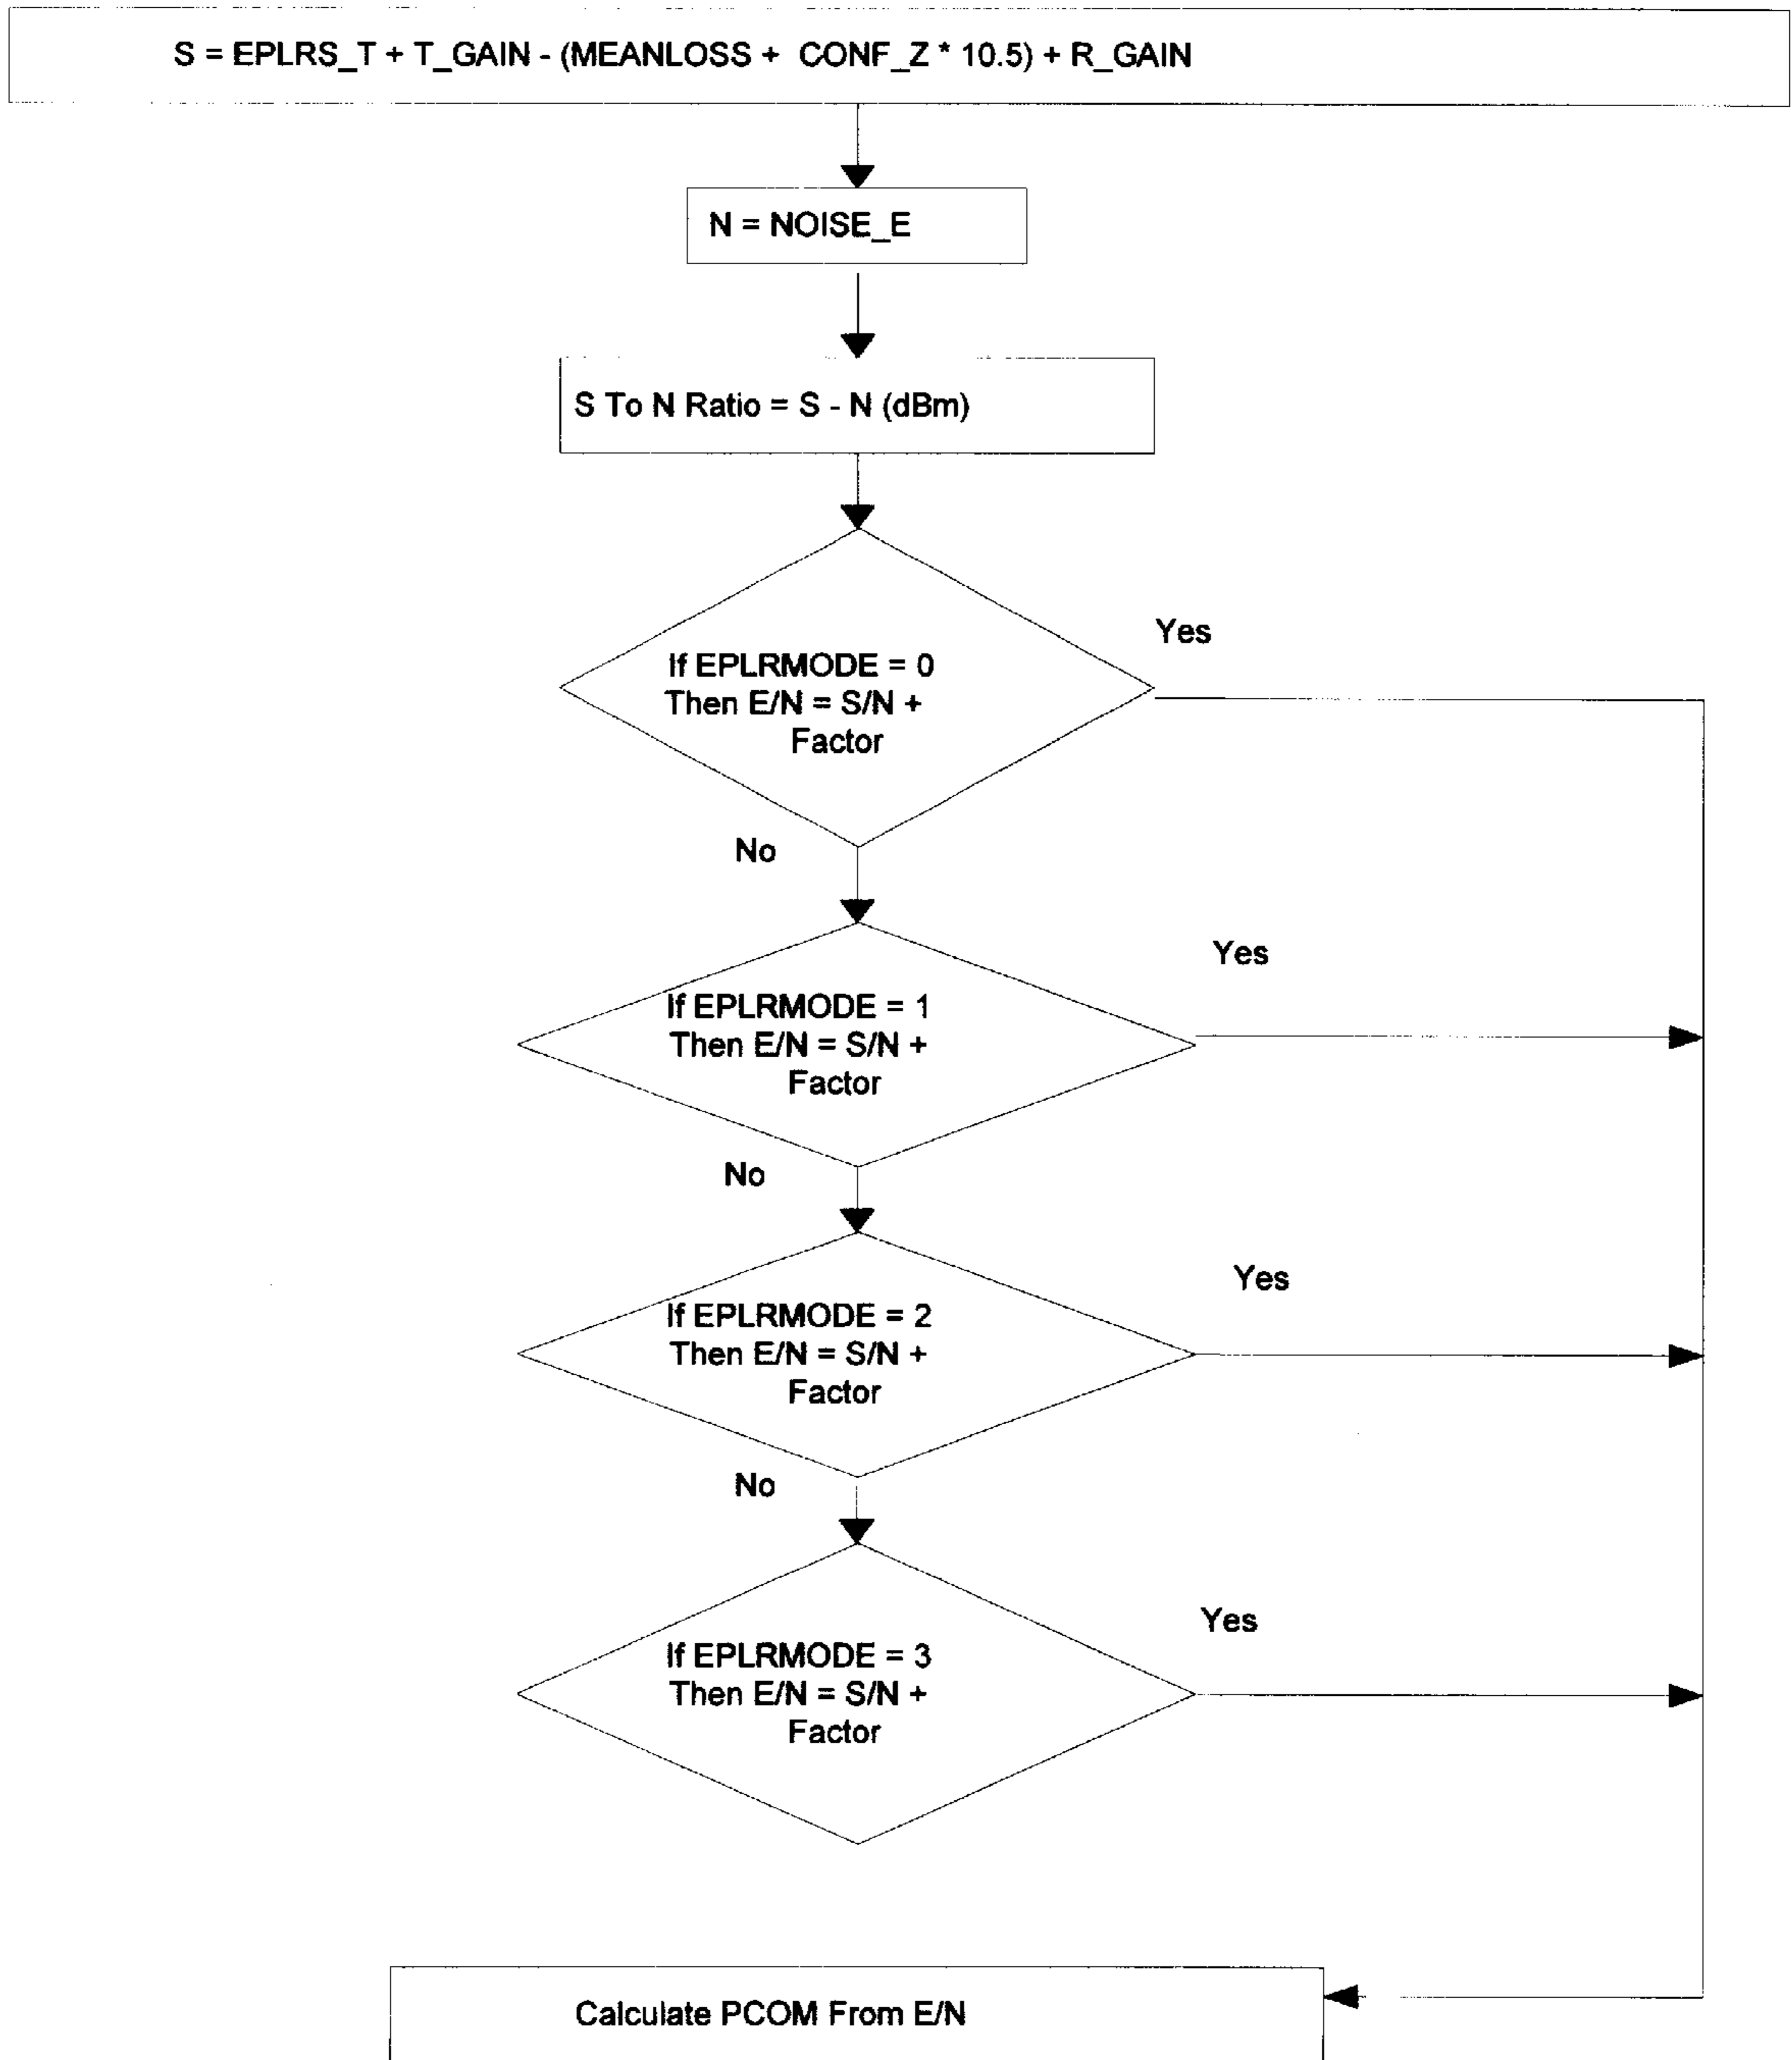 S = EPLRS_T + T_GAIN - (MEANLOSS + CONF_Z * 10.5) + R_GAIN
N = NOISE_E
S To N Ratio = S - N (dBm)
Yes
If EPLRMODE = 0
Then E/N = S/N +
Factor
No
Yes
If EPLRMODE = 1
Then E/N = S/N +
Factor
No
Yes
If EPLRMODE = 2
Then E/N = S/N +
Factor
No
Yes
If EPLRMODE = 3
Then E/N = S/N +
Factor
Calculate PCOM From E/N